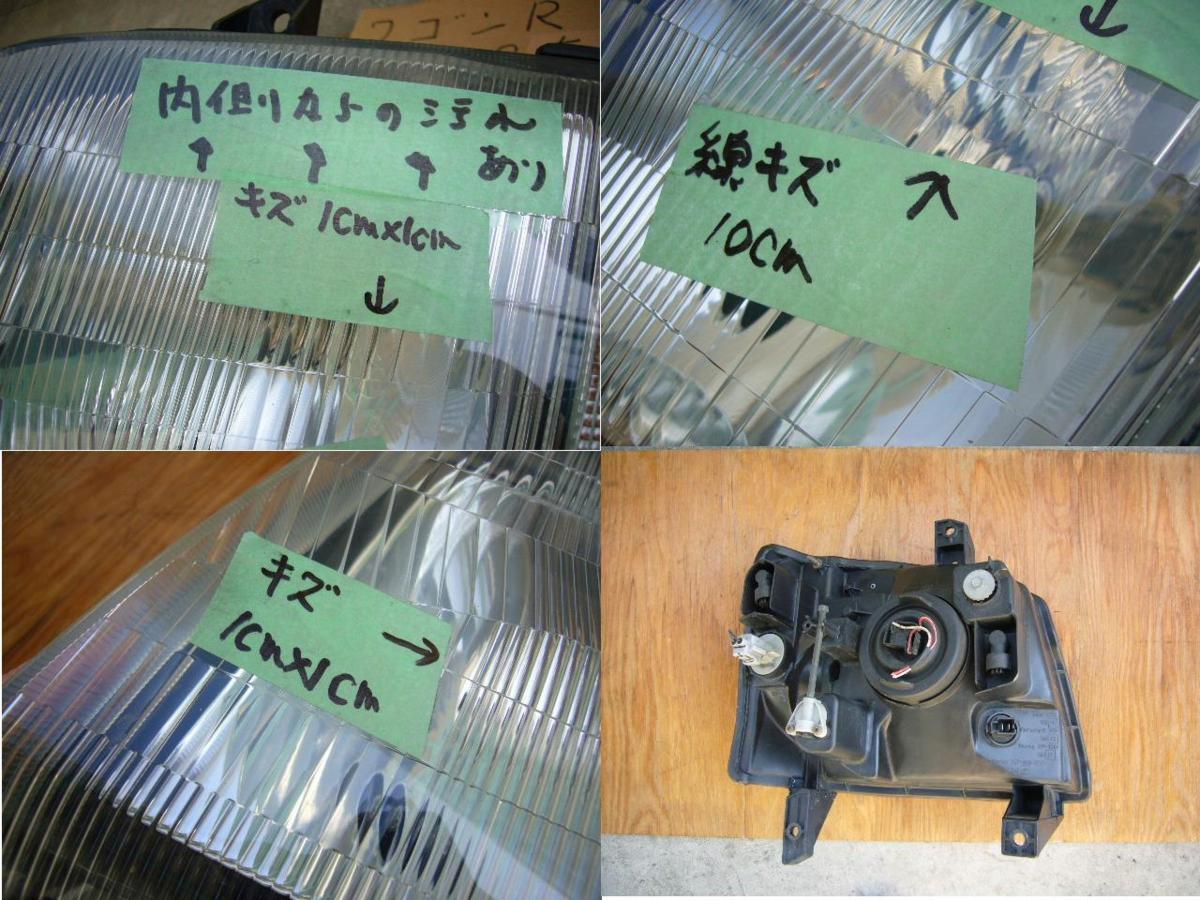 ワゴンR
内側からの汚れ
↑ ↑ ↑ あり
キズ 1cm×1cm
↓
↓
線キズ ↑
10cm
キズ →
1cm×1cm